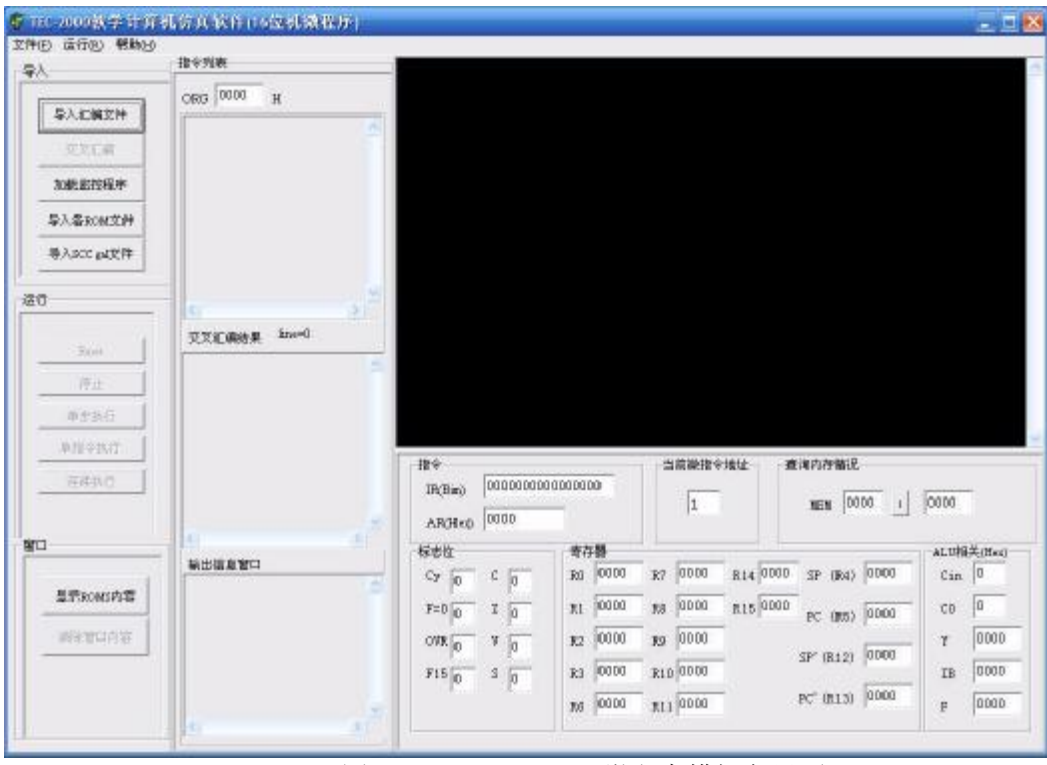 TEC-2000教学计算机仿真软件(16位机微程序)
文件(F) 运行(R) 帮助(H)
导入
导入汇编文件
交叉汇编
加载监控程序
导入各ROM文件
导入SCC gal文件
运行
Reset
停止
单步执行
单指令执行
连续执行
窗口
显示ROMS内容
清除窗口内容
指令列表
ORG 0000 H
交叉汇编结果 line=0
输出信息窗口
指令
IR(Bin) 0000000000000000
AR(Hex) 0000
当前微指令地址
1
查询内存情况
MEM 0000 : 0000
标志位
Cy 0 C 0
F=0 0 Z 0
OVR 0 V 0
F15 0 S 0
寄存器
R0 0000 R7 0000 R14 0000 SP (R4) 0000
R1 0000 R8 0000 R15 0000 PC (R5) 0000
R2 0000 R9 0000
SP' (R12) 0000
R3 0000 R10 0000
PC' (R13) 0000
R6 0000 R11 0000
ALU相关(Hex)
Cin 0
C0 0
Y 0000
IB 0000
F 0000